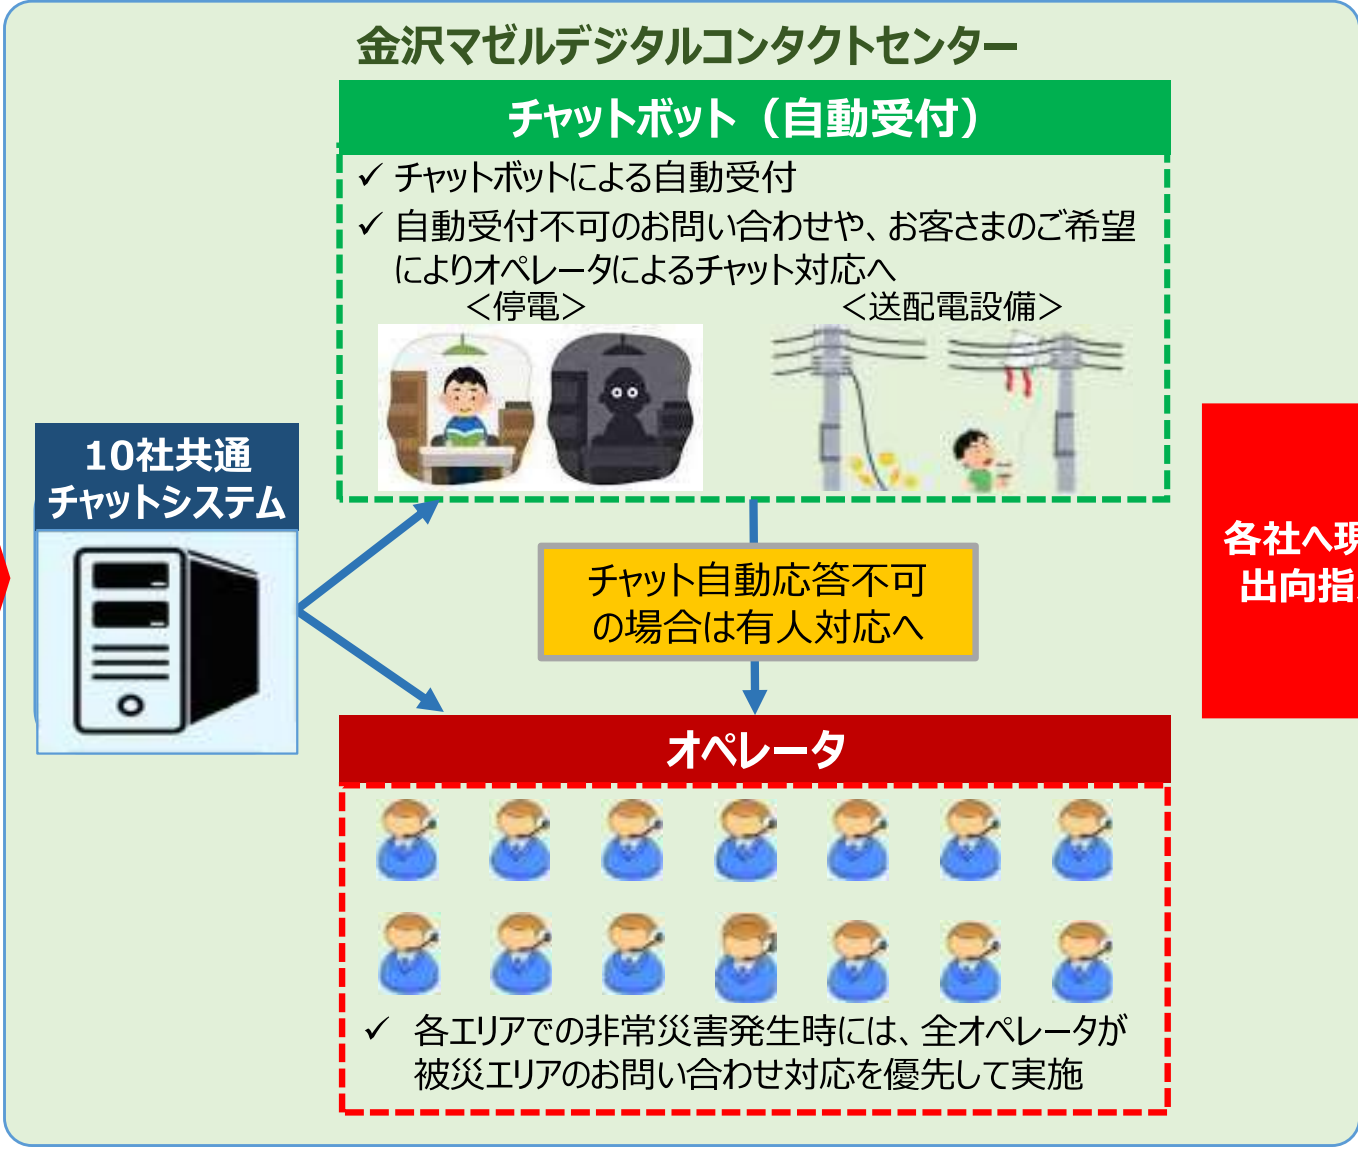 金沢マゼルデジタルコンタクトセンター
チャットボット（自動受付）
✓ チャットボットによる自動受付
✓ 自動受付不可のお問い合わせや、お客さまのご希望
によりオペレータによるチャット対応へ
＜停電＞
＜送配電設備＞
10社共通
チャットシステム
チャット自動応答不可
の場合は有人対応へ
各社へ現
出向指
オペレータ
✓ 各エリアでの非常災害発生時には、全オペレータが
被災エリアのお問い合わせ対応を優先して実施